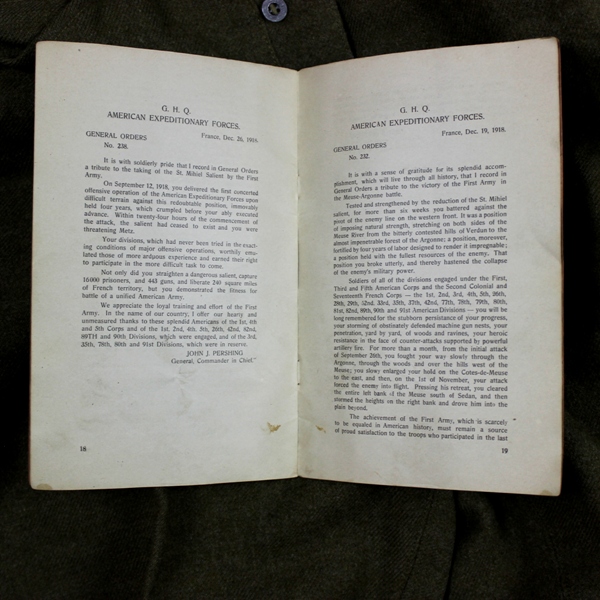 G. H. Q.
AMERICAN EXPEDITIONARY FORCES.
GENERAL ORDERS France, Dec. 26, 1918.
No. 238.
It is with soldierly pride that I record in General Orders
a tribute to the taking of the St. Mihiel Salient by the First
Army.
On September 12, 1918, you delivered the first concerted
offensive operation of the American Expeditionary Forces upon
difficult terrain against this redoubtable position, immovably
held four years, which crumpled before your ably executed
advance. Within twenty-four hours of the commencement of
the attack, the salient had ceased to exist and you were
threatening Metz.
Your divisions, which had never been tried in the exact-
ing conditions of major offensive operations, worthily emu-
lated those of more arduous experience and earned their right
to participate in the more difficult task to come.
Not only did you straighten a dangerous salient, capture
16000 prisoners, and 443 guns, and liberate 240 square miles
of French territory, but you demonstrated the fitness for
battle of a unified American Army.
We appreciate the loyal training and effort of the First
Army. In the name of our country, I offer our hearty and
unmeasured thanks to these splendid Americans of the 1st, 4th
and 5th Corps and of the 1st, 2nd, 4th, 5th, 26th, 42nd, 82nd,
89TH and 90th Divisions, which were engaged, and of the 3rd,
35th, 78th, 80th and 91st Divisions, which were in reserve.
JOHN J. PERSHING
General, Commander in Chief."
18
G. H. Q.
AMERICAN EXPEDITIONARY FORCES.
France, Dec. 19, 1918.
GENERAL ORDERS
No. 232.
It is with a sense of gratitude for its splendid accom-
plishment, which will live through all history, that I record in
General Orders a tribute to the victory of the First Army in
the Meuse-Argonne battle.
Tested and strengthened by the reduction of the St. Mihiel
salient, for more than six weeks you battered against the
pivot of the enemy line on the western front. It was a position
of imposing natural strength, stretching on both sides of the
Meuse River from the bitterly contested hills of Verdun to the
almost impenetrable forest of the Argonne; a position, moreover,
fortified by four years of labor designed to render it impregnable;
a position held with the fullest resources of the enemy. That
position you broke utterly, and thereby hastened the collapse
of the enemy's military power.
Soldiers of all of the divisions engaged under the First,
Third and Fifth American Corps and the Second Colonial and
Seventeenth French Corps — the 1st, 2nd, 3rd, 4th, 5th, 26th,
28th, 29th, 32nd, 33rd, 35th, 37th, 42nd, 77th, 78th, 79th, 80th,
81st, 82nd, 89th, 90th and 91st American Divisions — you will be
long remembered for the stubborn persistance of your progress,
your storming of obstinately defended machine gun nests, your
penetration, yard by yard, of woods and ravines, your heroic
resistance in the face of counter-attacks supported by powerful
artillery fire. For more than a month, from the initial attack
of September 26th, you fought your way slowly through the
Argonne, through the woods and over the hills west of the
Meuse; you slowly enlarged your hold on the Cotes-de-Meuse
to the east, and then, on the 1st of November, your attack
forced the enemy into flight. Pressing his retreat, you cleared
the entire left bank of the Meuse south of Sedan, and then
stormed the heights on the right bank and drove him into the
plain beyond.
The achievement of the First Army, which is scarcely
to be equaled in American history, must remain a source
of proud satisfaction to the troops who participated in the last
19